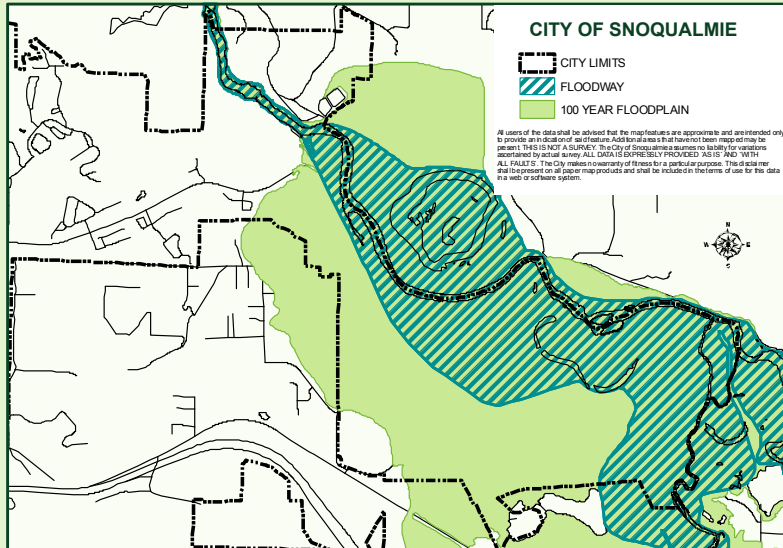 CITY OF SNOQUALMIE
CITY LIMITS
FLOODWAY
100 YEAR FLOODPLAIN
All users of the data shall be advised that the map features are approximate and are intended only
to provide an indication of said feature. Additional areas that have not been mapped may be
present. THIS IS NOT A SURVEY. The City of Snoqualmie assumes no liability for variations
ascertained by actual survey. ALL DATA IS EXPRESSLY PROVIDED 'AS IS' AND 'WITH
ALL FAULTS'. The City makes no warranty of fitness for a particular purpose. This disclaimer
shall be present on all paper map products and shall be included in the terms of use for this data
in a web or software system.
N
W E
S